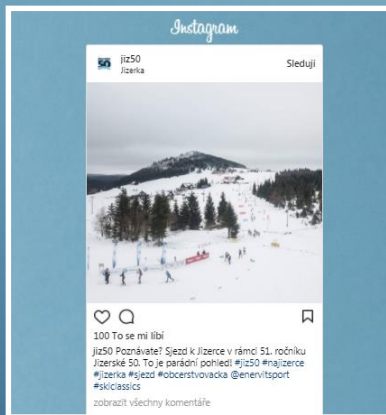 Instagram
50
jiz50
Jizerka
Sleduji
100 To se mi líbí
jiz50 Poznáváte? Sjezd k Jizerce v rámci 51. ročníku
Jizerské 50. To je parádní pohled! #jiz50 #najizerce
#jizerka #sjezd #obcerstvovacka @enervitsport
#skiclassics
zobrazit všechny komentáře